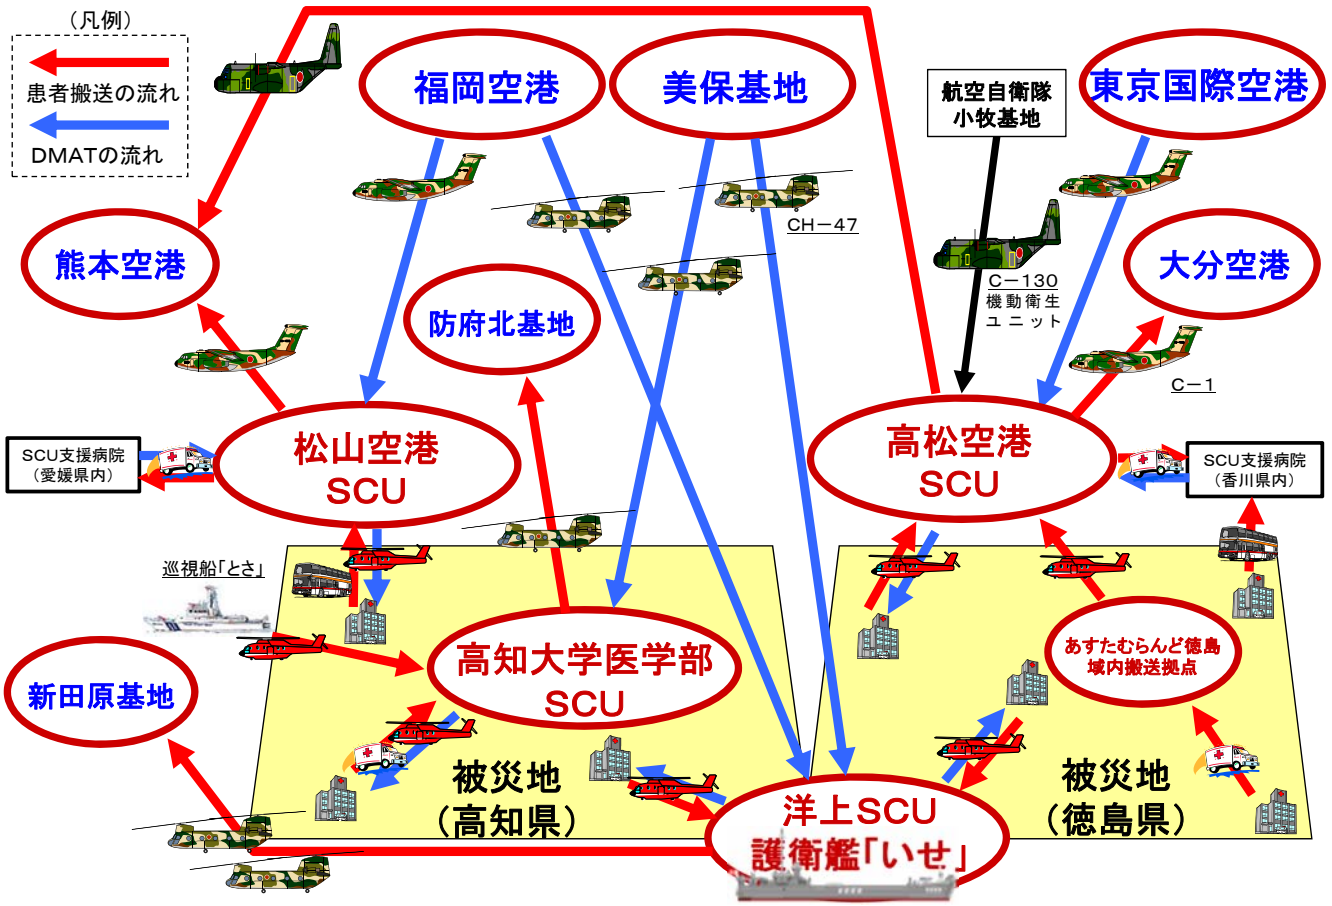 （凡例）
患者搬送の流れ
DMATの流れ
福岡空港
美保基地
航空自衛隊
小牧基地
東京国際空港
CH－47
熊本空港
防府北基地
C－130
機動衛生
ユニット
大分空港
C－1
松山空港
SCU
高松空港
SCU
SCU支援病院
（愛媛県内）
SCU支援病院
（香川県内）
巡視船「とさ」
新田原基地
高知大学医学部
SCU
あすたむらんど徳島
域内搬送拠点
被災地
（高知県）
被災地
（徳島県）
洋上SCU
護衛艦「いせ」